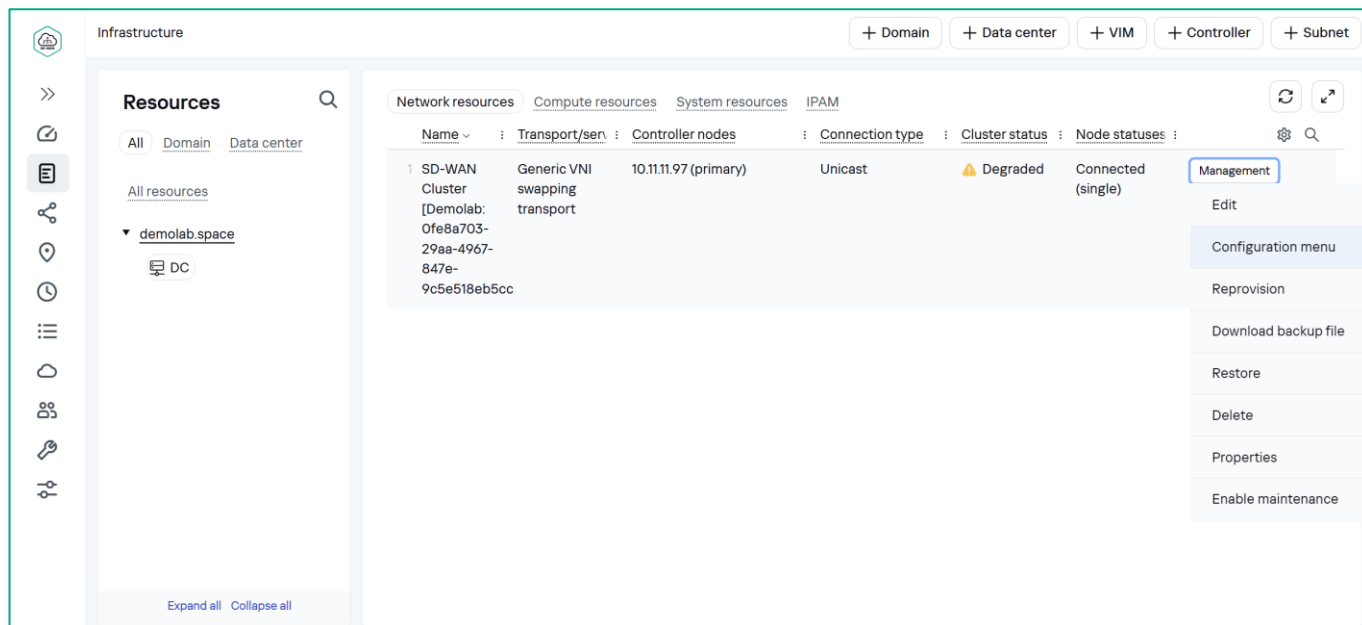 Infrastructure
+ Domain
+ Data center
+ VIM
+ Controller
+ Subnet
Resources
All Domain Data center
All resources
demolab.space
DC
Expand all Collapse all
Network resources Compute resources System resources IPAM
Name Transport/serv Controller nodes Connection type Cluster status Node statuses
1 SD-WAN
Cluster
[Demolab:
0fe8a703-
29aa-4967-
847e-
9c5e518eb5cc
Generic VNI
swapping
transport
10.11.11.97 (primary)
Unicast
Degraded
Connected
(single)
Management
Edit
Configuration menu
Reprovision
Download backup file
Restore
Delete
Properties
Enable maintenance